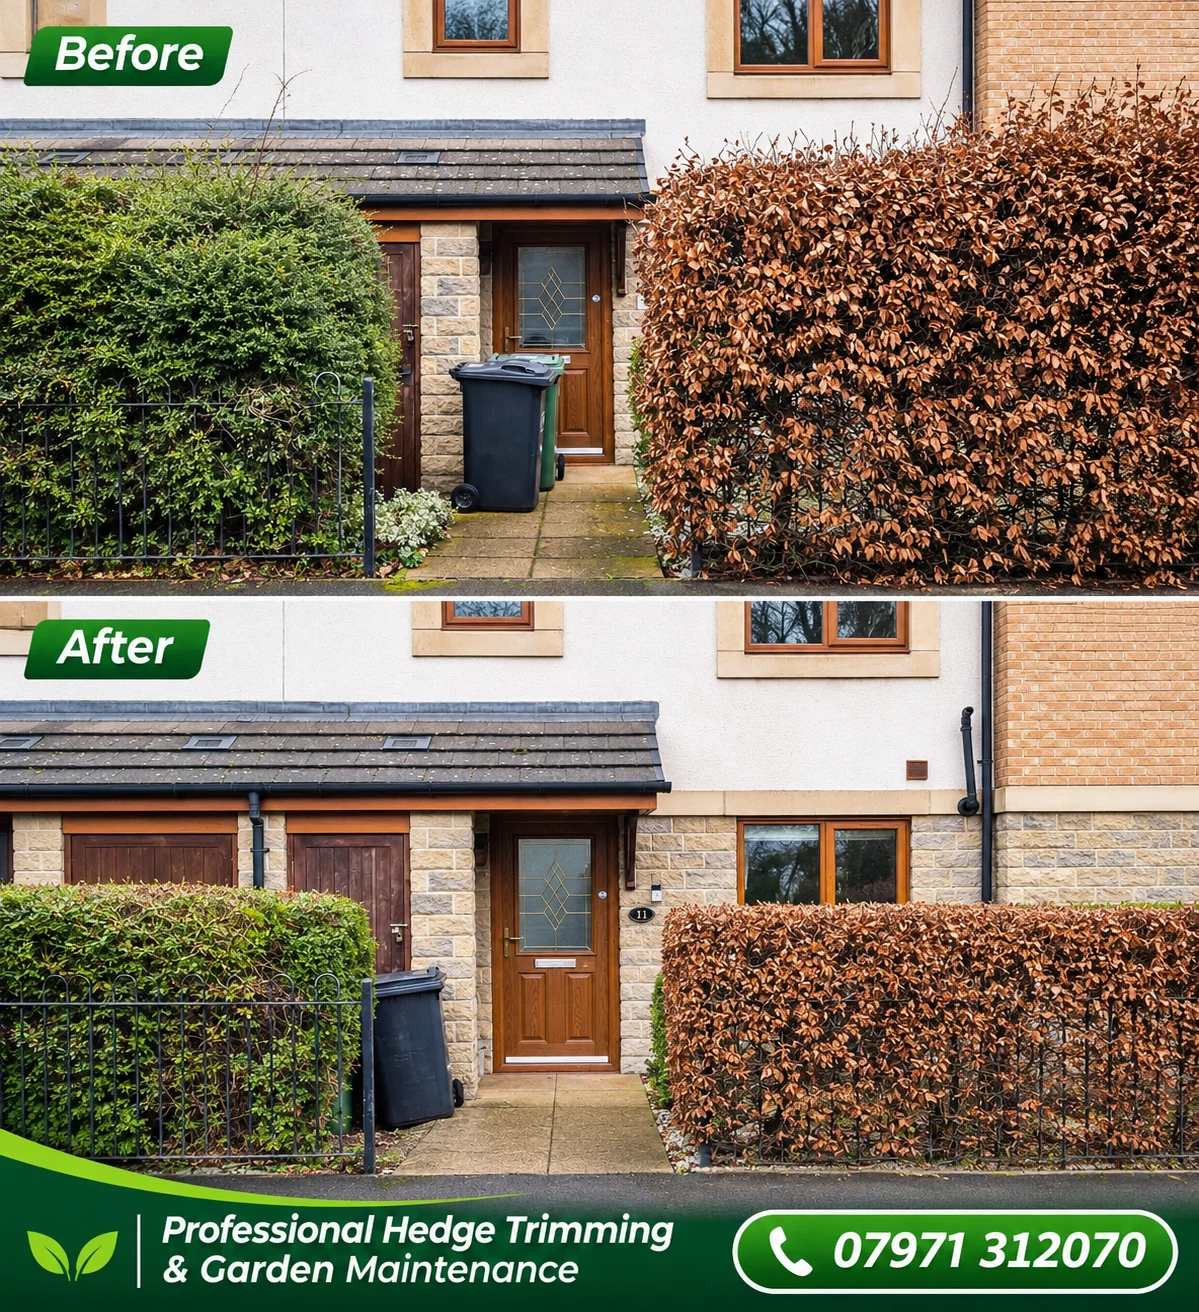 Before
After
11
Professional Hedge Trimming
& Garden Maintenance
07971 312070